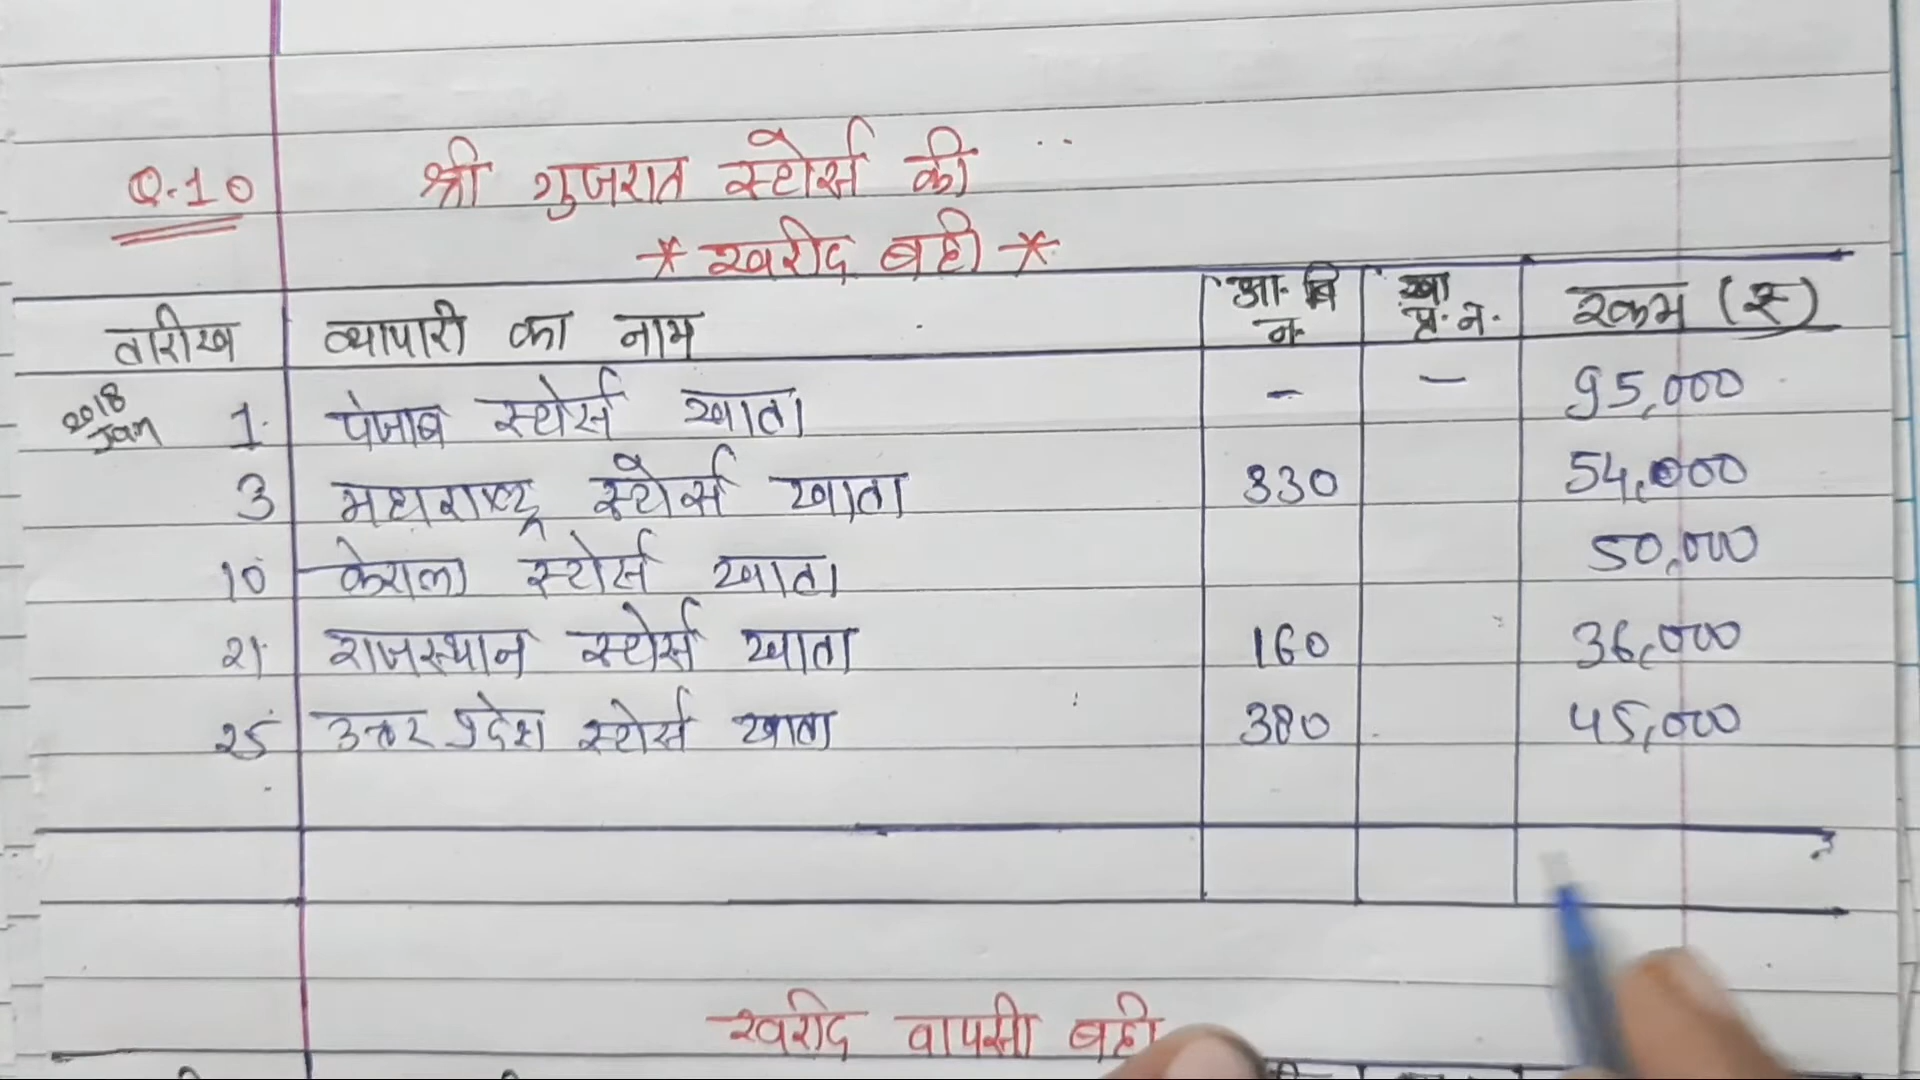 Q.10 श्री गुजरात स्टोर्स की
* खरीद बही *
तारीख व्यापारी का नाम आ. बि न. खा पृ. न. रकम (₹)
2018 Jan 1 पंजाब स्टोर्स खाता - - 95,000
3 महाराष्ट्र स्टोर्स खाता 330 54,000
10 केराला स्टोर्स खाता 50,000
21 राजस्थान स्टोर्स खाता 160 36,000
25 उत्तर प्रदेश स्टोर्स खाता 380 45,000
खरीद वापसी बही